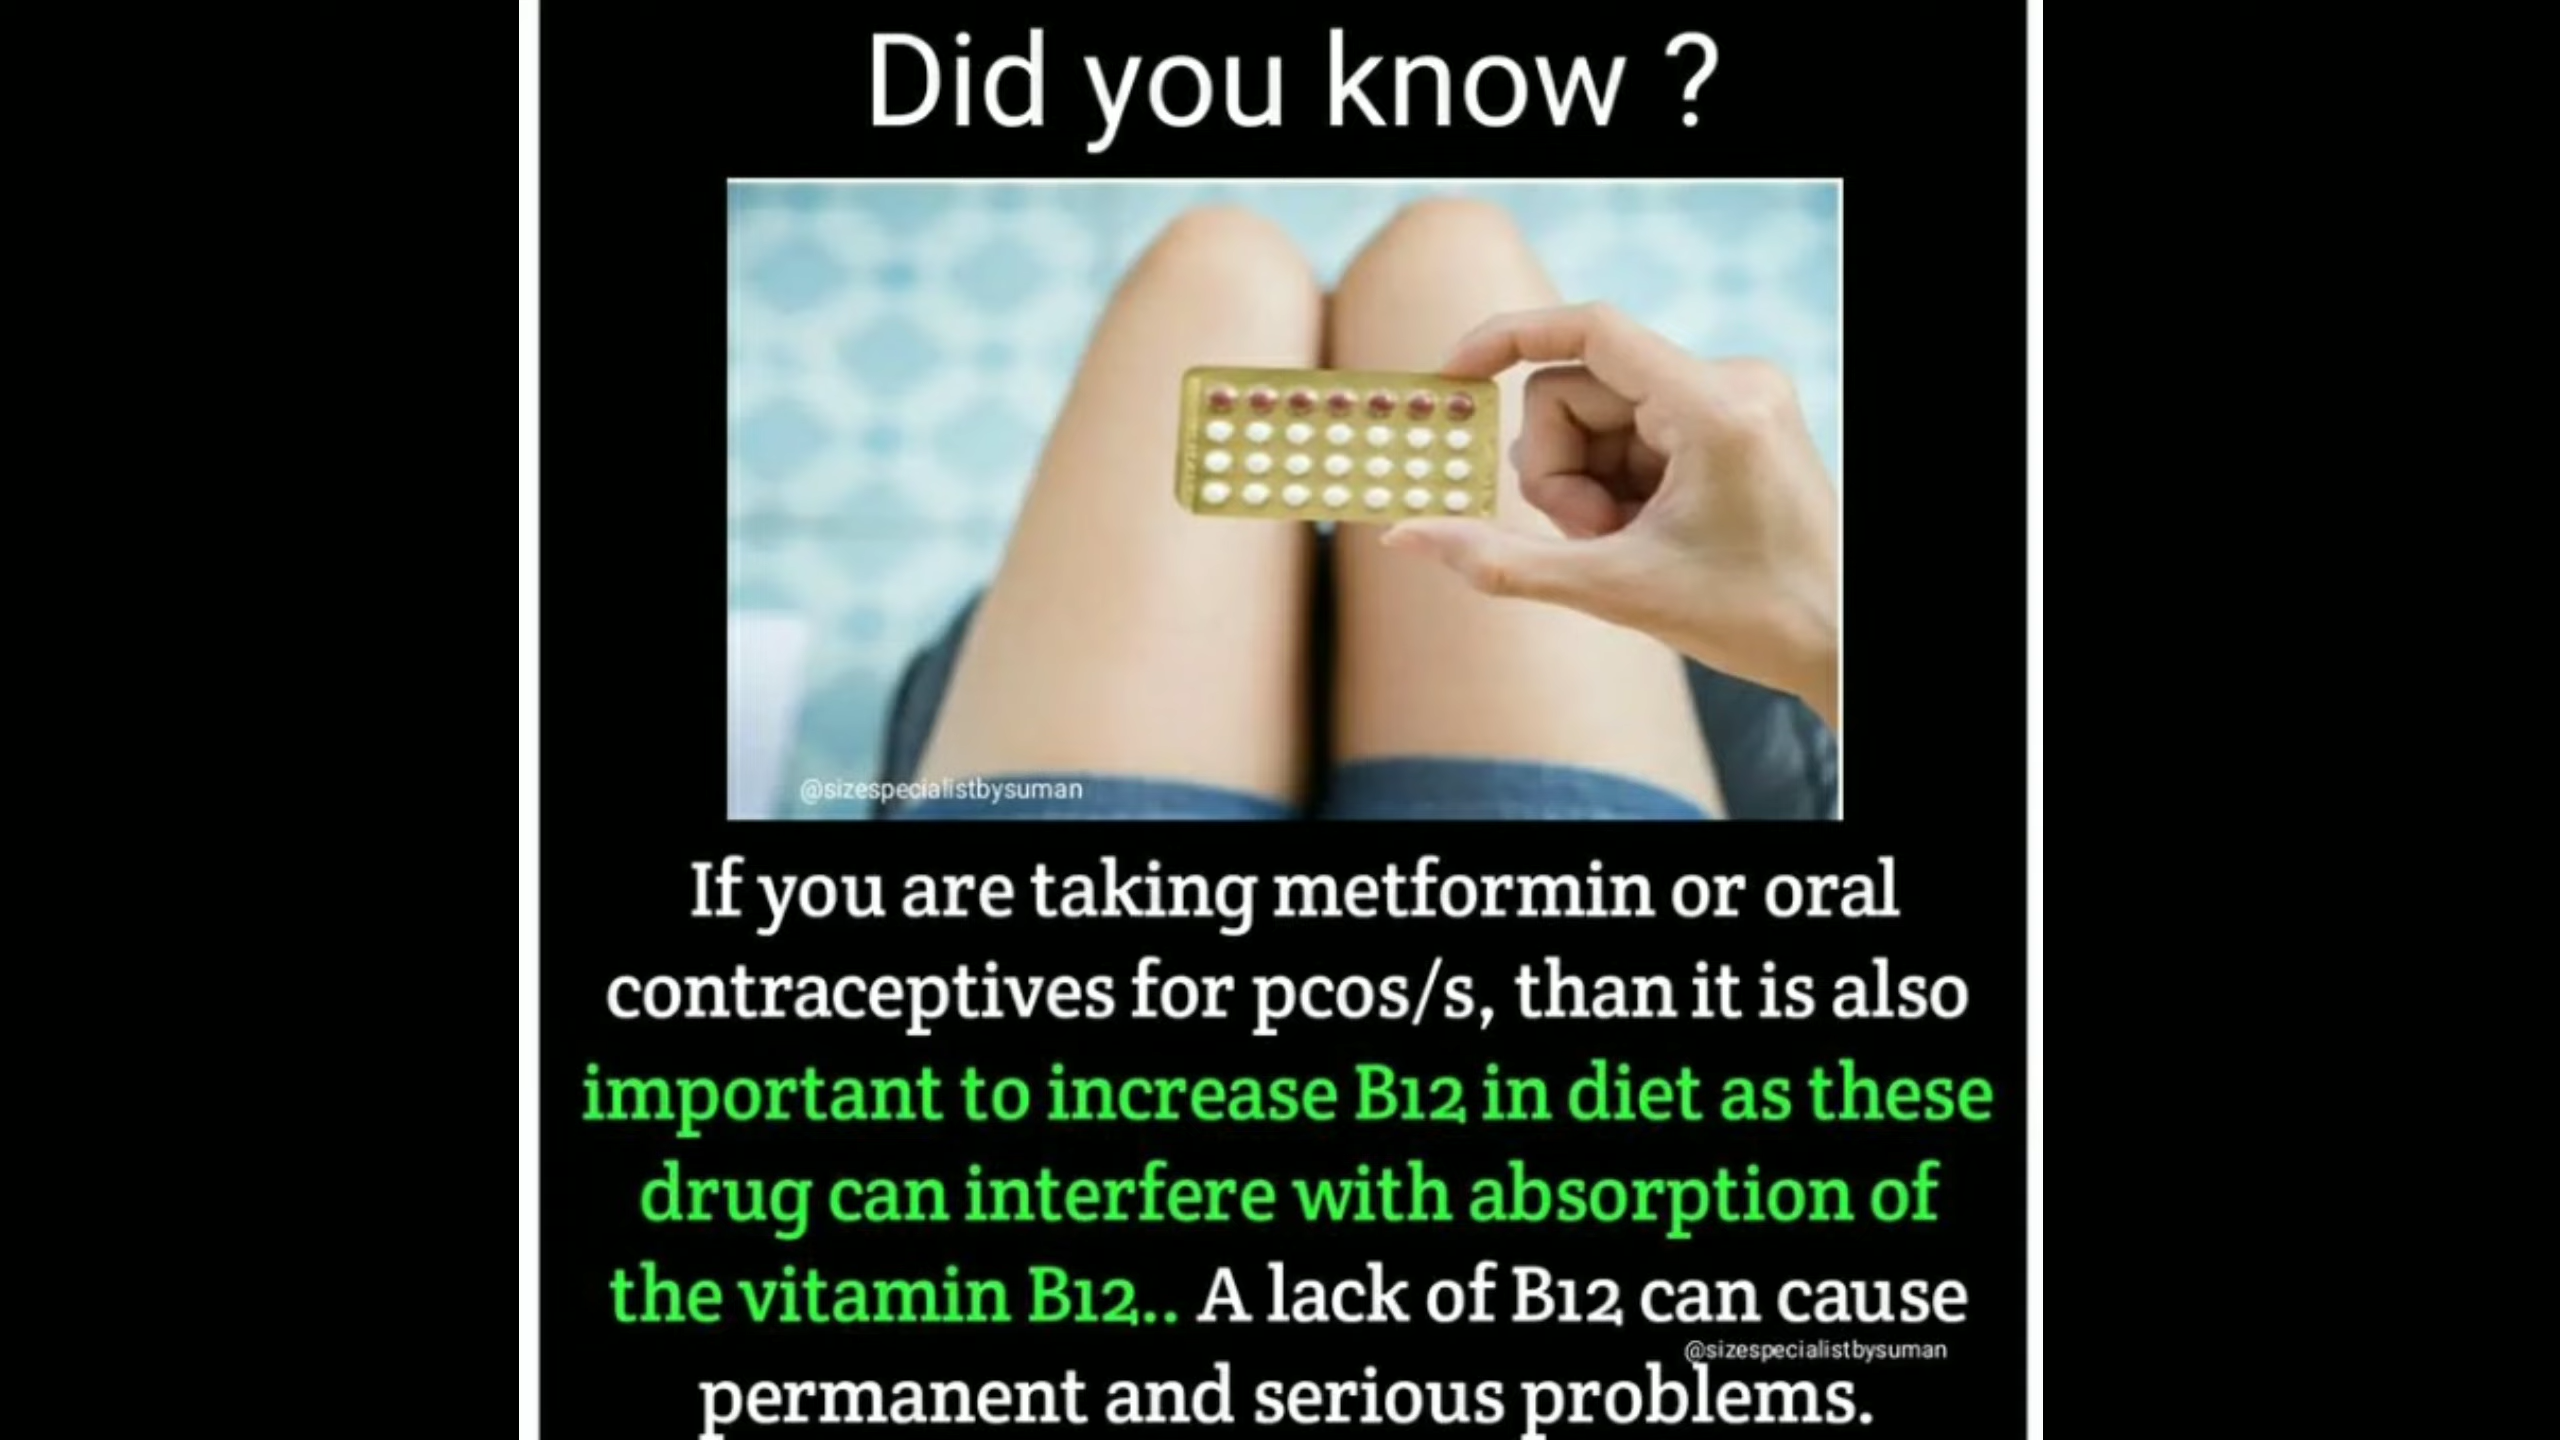 Did you know ?
@sizespecialistbysuman
If you are taking metformin or oral
contraceptives for pcos/s, than it is also
important to increase B12 in diet as these
drug can interfere with absorption of
the vitamin B12.. A lack of B12 can cause
@sizespecialistbysuman
permanent and serious problems.